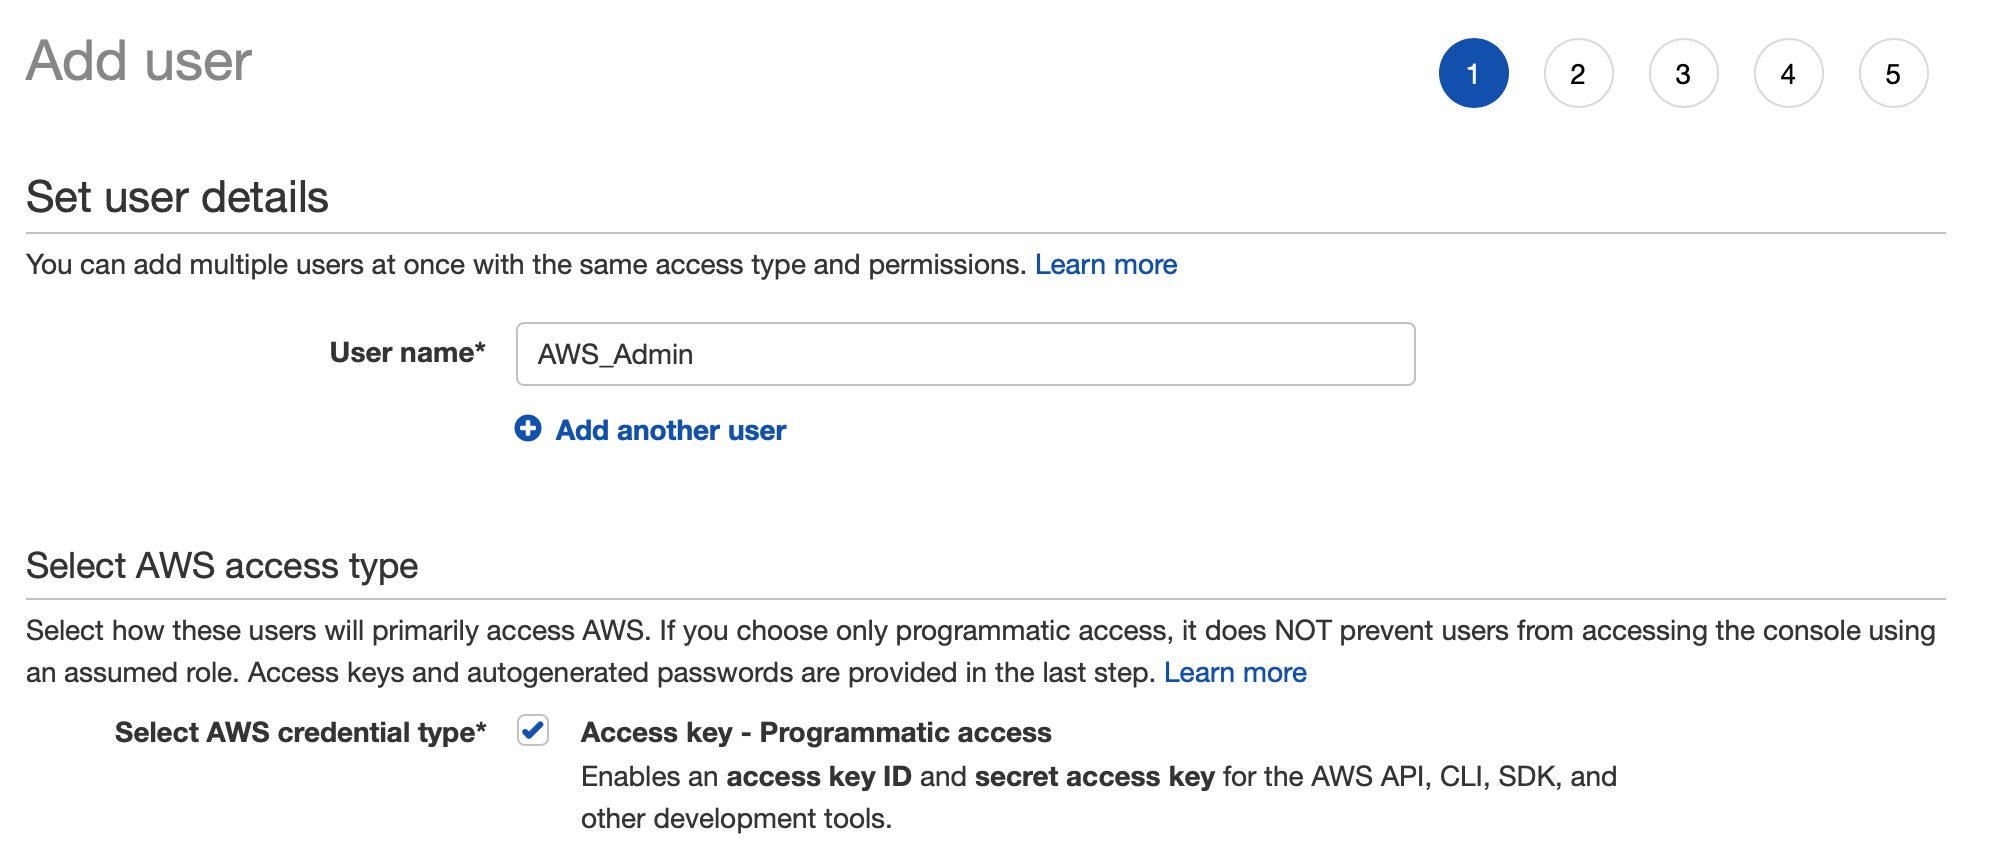 Add user
1 2 3 4 5
Set user details
You can add multiple users at once with the same access type and permissions. Learn more
User name* AWS_Admin
Add another user
Select AWS access type
Select how these users will primarily access AWS. If you choose only programmatic access, it does NOT prevent users from accessing the console using
an assumed role. Access keys and autogenerated passwords are provided in the last step. Learn more
Select AWS credential type* Access key - Programmatic access
Enables an access key ID and secret access key for the AWS API, CLI, SDK, and
other development tools.